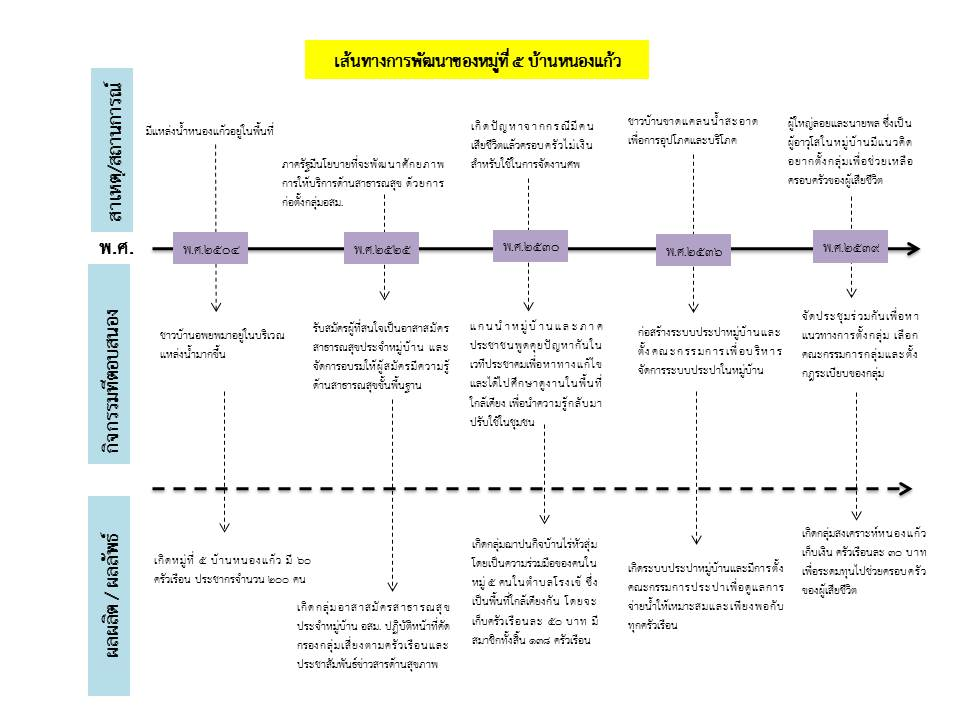 เส้นทางการพัฒนาของหมู่ที่ ๕ บ้านหนองแก้ว
สาเหตุ/สถานการณ์
มีแหล่งน้ำหนองแก้วอยู่ในพื้นที่
ภาครัฐมีนโยบายที่จะพัฒนาศักยภาพ
การให้บริการด้านสาธารณสุข ด้วยการ
ก่อตั้งกลุ่มอสม.
เกิดปัญหาจากกรณีมีคน
เสียชีวิตแล้วครอบครัวไม่เงิน
สำหรับใช้ในการจัดงานศพ
ชาวบ้านขาดแคลนน้ำสะอาด
เพื่อการอุปโภคและบริโภค
ผู้ใหญ่ลอยและนายพล ซึ่งเป็น
ผู้อาวุโสในหมู่บ้านมีแนวคิด
อยากตั้งกลุ่มเพื่อช่วยเหลือ
ครอบครัวของผู้เสียชีวิต
พ.ศ.
พ.ศ.๒๕๐๔
พ.ศ.๒๕๒๕
พ.ศ.๒๕๓๐
พ.ศ.๒๕๓๖
พ.ศ.๒๕๓๙
กิจกรรมที่ตอบสนอง
ชาวบ้านอพยพมาอยู่ในบริเวณ
แหล่งน้ำมากขึ้น
รับสมัครผู้ที่สนใจเป็นอาสาสมัคร
สาธารณสุขประจำหมู่บ้าน และ
จัดการอบรมให้ผู้สมัครมีความรู้
ด้านสาธารณสุขขั้นพื้นฐาน
แกนนำหมู่บ้านและภาค
ประชาชนพูดคุยปัญหากันใน
เวทีประชาคมเพื่อหาทางแก้ไข
และได้ไปศึกษาดูงานในพื้นที่
ใกล้เคียง เพื่อนำความรู้กลับมา
ปรับใช้ในชุมชน
ก่อสร้างระบบประปาหมู่บ้านและ
ตั้งคณะกรรมการเพื่อบริหาร
จัดการระบบประปาในหมู่บ้าน
จัดประชุมร่วมกันเพื่อหา
แนวทางการตั้งกลุ่ม เลือก
คณะกรรมการกลุ่มและตั้ง
กฎระเบียบของกลุ่ม
ผลผลิต / ผลลัพธ์
เกิดหมู่ที่ ๕ บ้านหนองแก้ว มี ๖๐
ครัวเรือน ประชากรจำนวน ๒๐๐ คน
เกิดกลุ่มอาสาสมัครสาธารณสุข
ประจำหมู่บ้าน อสม. ปฏิบัติหน้าที่คัด
กรองกลุ่มเสี่ยงตามครัวเรือนและ
ประชาสัมพันธ์ข่าวสารด้านสุขภาพ
เกิดกลุ่มฌาปนกิจบ้านไร่หัวสุ่ม
โดยเป็นความร่วมมือของคนใน
หมู่ ๕ คนในตำบลโรงเข้ ซึ่ง
เป็นพื้นที่ใกล้เคียงกัน โดยจะ
เก็บครัวเรือนละ ๕๐ บาท มี
สมาชิกทั้งสิ้น ๑๓๘ ครัวเรือน
เกิดระบบประปาหมู่บ้านและมีการตั้ง
คณะกรรมการประปาเพื่อดูแลการ
จ่ายน้ำให้เหมาะสมและเพียงพอกับ
ทุกครัวเรือน
เกิดกลุ่มสงเคราะห์หนองแก้ว
เก็บเงิน ครัวเรือนละ ๓๐ บาท
เพื่อระดมทุนไปช่วยครอบครัว
ของผู้เสียชีวิต